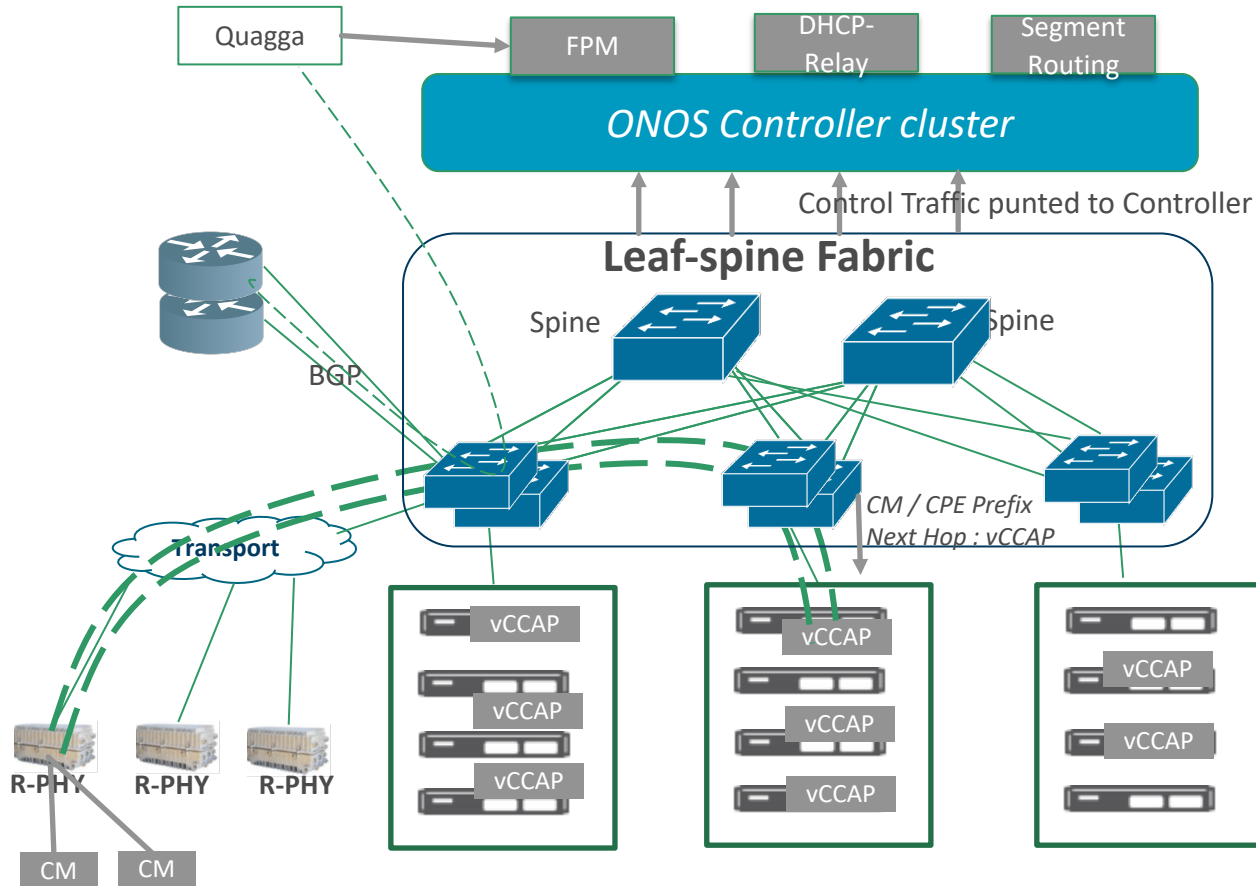 Quagga
FPM
DHCP-
Relay
Segment
Routing
ONOS Controller cluster
Control Traffic punted to Controller
Leaf-spine Fabric
Spine
Spine
BGP
CM / CPE Prefix
Next Hop : vCCAP
Transport
vCCAP
vCCAP
vCCAP
vCCAP
vCCAP
vCCAP
vCCAP
vCCAP
R-PHY
R-PHY
R-PHY
CM
CM